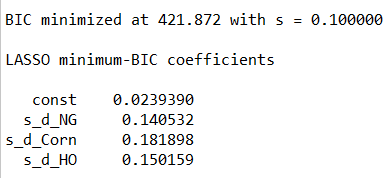 BIC minimized at 421.872 with s = 0.100000
LASSO minimum-BIC coefficients
const 0.0239390
s_d_NG 0.140532
s_d_Corn 0.181898
s_d_HO 0.150159